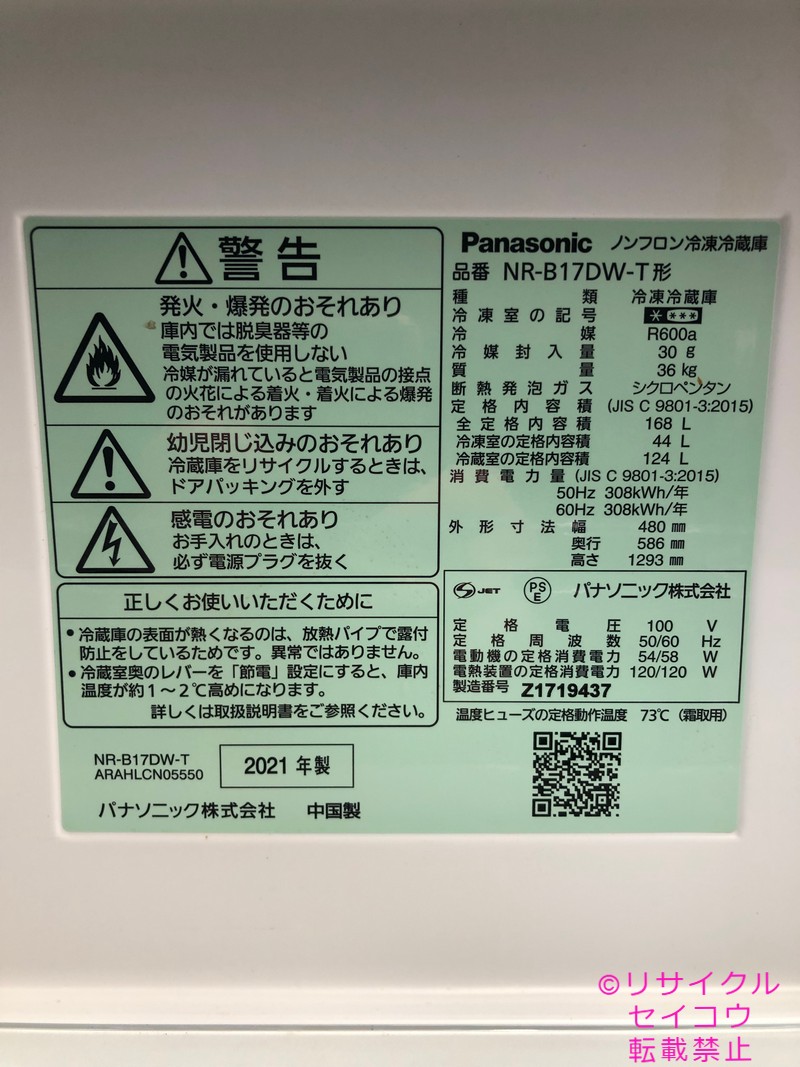 警告
発火・爆発のおそれあり
庫内では脱臭器等の
電気製品を使用しない
冷媒が漏れていると電気製品の接点
の火花による着火・着火による爆発
のおそれがあります
幼児閉じ込みのおそれあり
冷蔵庫をリサイクルするときは、
ドアパッキングを外す
感電のおそれあり
お手入れのときは、
必ず電源プラグを抜く
正しくお使いいただくために
•冷蔵庫の表面が熱くなるのは、放熱パイプで露付
防止をしているためです。異常ではありません。
•冷蔵室奥のレバーを「節電」設定にすると、庫内
温度が約1～2℃高めになります。
詳しくは取扱説明書をご参照ください。
NR-B17DW-T
ARAHLCN05550
2021 年製
パナソニック株式会社 中国製
Panasonic ノンフロン冷凍冷蔵庫
品番 NR-B17DW-T形
種類 冷凍冷蔵庫
冷凍室の記号 * ***
冷媒 R600a
冷媒封入量 30 g
質量 36 kg
断熱発泡ガス シクロペンタン
定格内容積 (JIS C 9801-3:2015)
全定格内容積 168 L
冷凍室の定格内容積 44 L
冷蔵室の定格内容積 124 L
消費電力量 (JIS C 9801-3:2015)
50Hz 308kWh/年
60Hz 308kWh/年
外形寸法 幅 480 mm
奥行 586 mm
高さ 1293 mm
JET PS E パナソニック株式会社
定格電圧 100 V
定格周波数 50/60 Hz
電動機の定格消費電力 54/58 W
電熱装置の定格消費電力 120/120 W
製造番号 Z1719437
温度ヒューズの定格動作温度 73℃ (霜取用)
©リサイクル
セイコウ
転載禁止